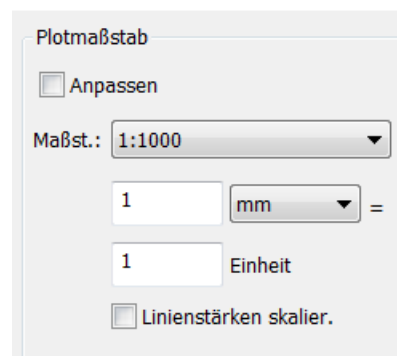 Plotmaßstab
Anpassen
Maßst.: 1:1000
1 mm =
1 Einheit
Linienstärken skalier.